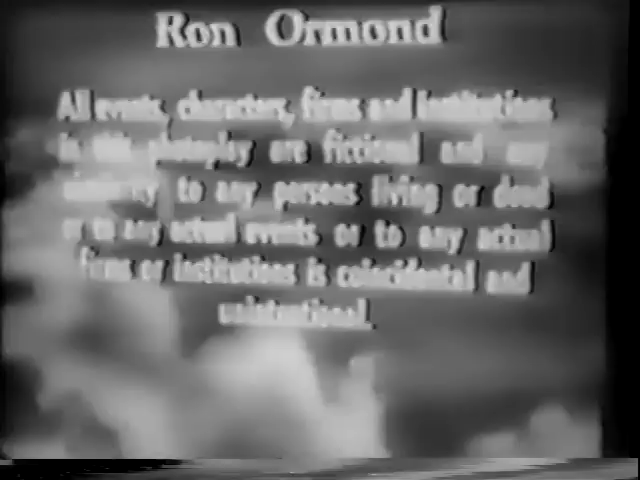 Ron Ormond
All events, characters, firms and institutions
in this photoplay are fictional and any
similarity to any persons living or dead
or to any actual events or to any actual
firms or institutions is coincidental and
unintentional.